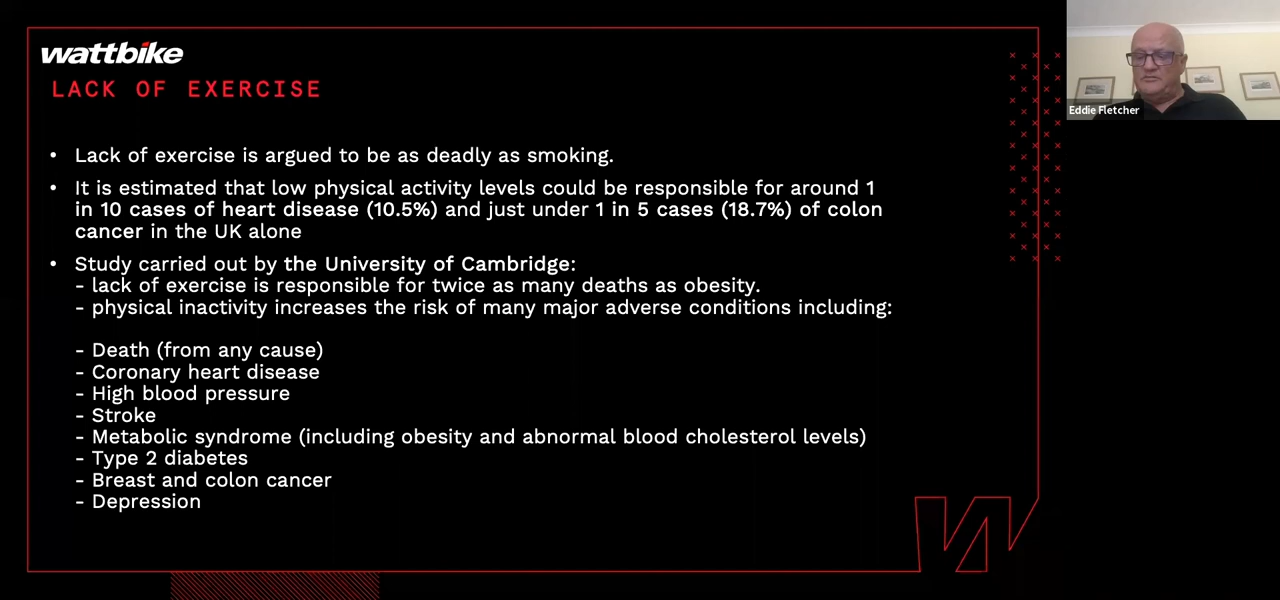 wattbike
LACK OF EXERCISE
• Lack of exercise is argued to be as deadly as smoking.
• It is estimated that low physical activity levels could be responsible for around 1
in 10 cases of heart disease (10.5%) and just under 1 in 5 cases (18.7%) of colon
cancer in the UK alone
• Study carried out by the University of Cambridge:
- lack of exercise is responsible for twice as many deaths as obesity.
- physical inactivity increases the risk of many major adverse conditions including:
- Death (from any cause)
- Coronary heart disease
- High blood pressure
- Stroke
- Metabolic syndrome (including obesity and abnormal blood cholesterol levels)
- Type 2 diabetes
- Breast and colon cancer
- Depression
Eddie Fletcher